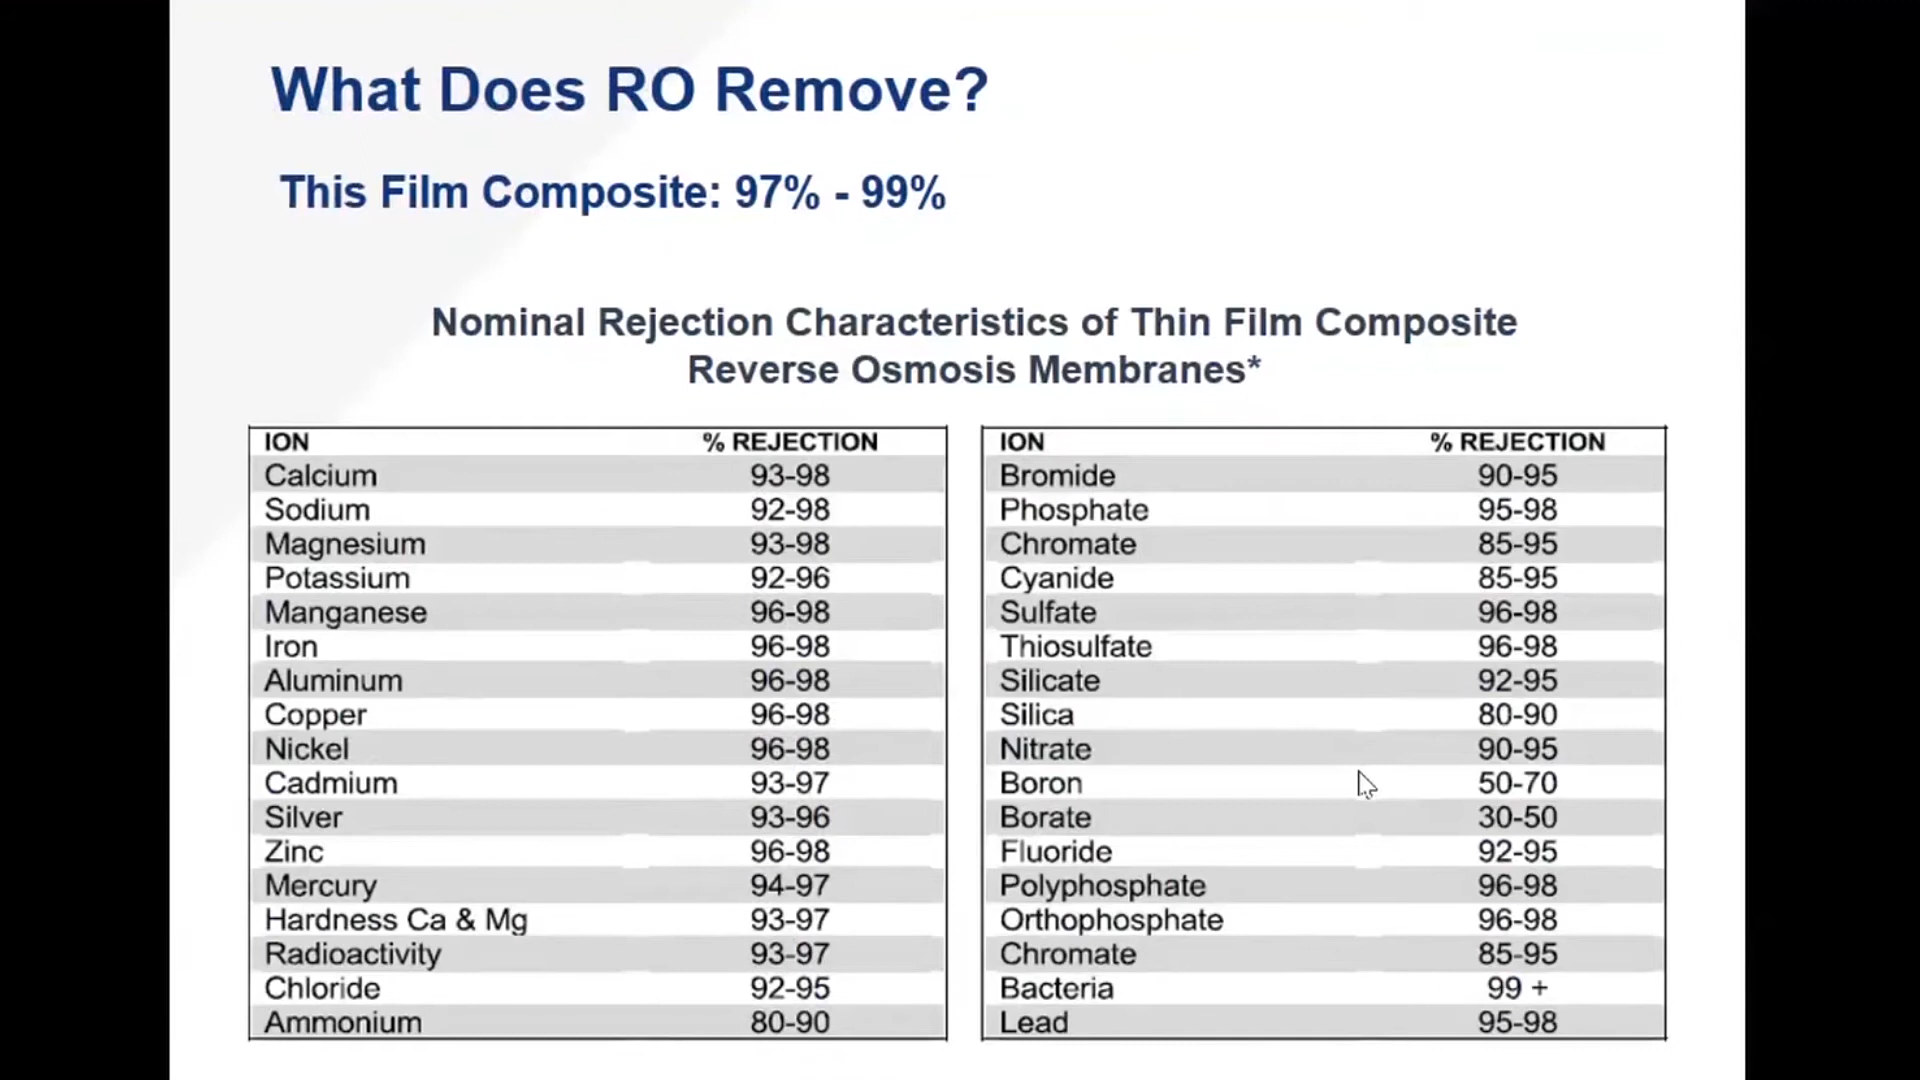 What Does RO Remove?
This Film Composite: 97% - 99%
Nominal Rejection Characteristics of Thin Film Composite
Reverse Osmosis Membranes*
ION % REJECTION
Calcium 93-98
Sodium 92-98
Magnesium 93-98
Potassium 92-96
Manganese 96-98
Iron 96-98
Aluminum 96-98
Copper 96-98
Nickel 96-98
Cadmium 93-97
Silver 93-96
Zinc 96-98
Mercury 94-97
Hardness Ca & Mg 93-97
Radioactivity 93-97
Chloride 92-95
Ammonium 80-90
ION % REJECTION
Bromide 90-95
Phosphate 95-98
Chromate 85-95
Cyanide 85-95
Sulfate 96-98
Thiosulfate 96-98
Silicate 92-95
Silica 80-90
Nitrate 90-95
Boron 50-70
Borate 30-50
Fluoride 92-95
Polyphosphate 96-98
Orthophosphate 96-98
Chromate 85-95
Bacteria 99 +
Lead 95-98